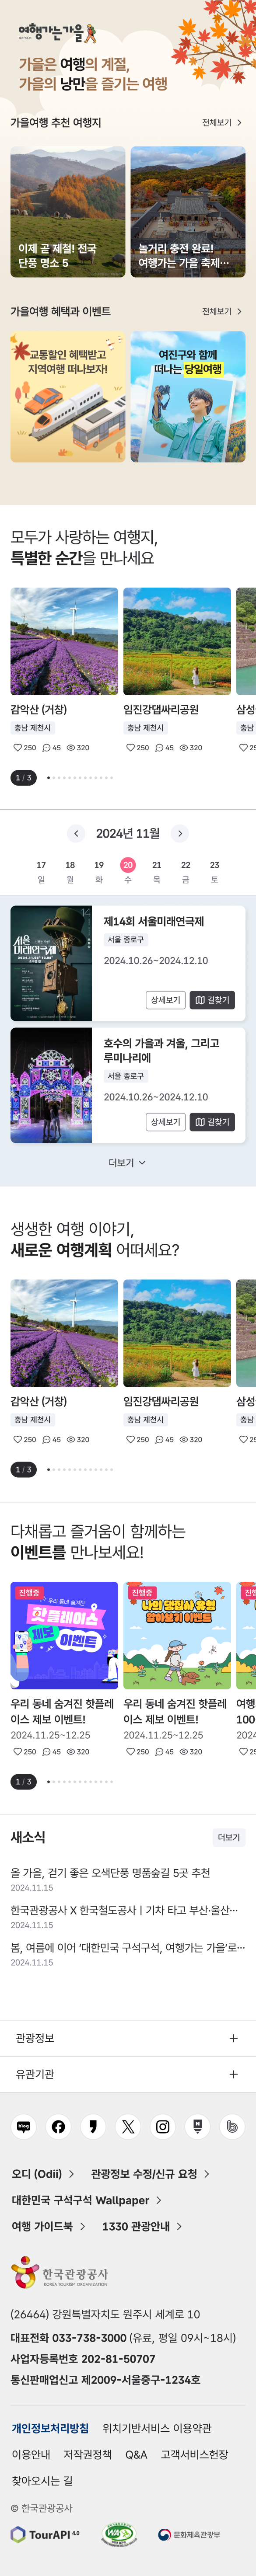 여행가는가을
가을은 여행의 계절,
가을의 낭만을 즐기는 여행
가을여행 추천 여행지
전체보기
이제 곧 제철! 전국
단풍 명소 5
놀거리 충전 완료!
여행가는 가을 축제…
가을여행 혜택과 이벤트
전체보기
교통할인 혜택받고
지역여행 떠나보자!
여진구와 함께
떠나는 당일여행
모두가 사랑하는 여행지,
특별한 순간을 만나세요
감악산 (거창)
충남 제천시
250 45 320
임진강댑싸리공원
충남 제천시
250 45 320
삼성
충남
1 / 3
2024년 11월
17 18 19 20 21 22 23
일 월 화 수 목 금 토
서울
미래연극제
제14회 서울미래연극제
서울 종로구
2024.10.26~2024.12.10
상세보기
길찾기
호수의 가을과 겨울, 그리고
루미나리에
서울 종로구
2024.10.26~2024.12.10
상세보기
길찾기
더보기
생생한 여행 이야기,
새로운 여행계획 어떠세요?
감악산 (거창)
충남 제천시
250 45 320
임진강댑싸리공원
충남 제천시
250 45 320
삼성
충남
1 / 3
다채롭고 즐거움이 함께하는
이벤트를 만나보세요!
진행중
우리 동네 숨겨진
핫플레이스
제보 이벤트!
우리 동네 숨겨진 핫플레
이스 제보 이벤트!
2024.11.25~12.25
250 45 320
진행중
나의 댕집사 유형
알아보기 이벤트
우리 동네 숨겨진 핫플레
이스 제보 이벤트!
2024.11.25~12.25
250 45 320
여행
100
1 / 3
새소식
더보기
올 가을, 걷기 좋은 오색단풍 명품숲길 5곳 추천
2024.11.15
한국관광공사 X 한국철도공사 | 기차 타고 부산·울산…
2024.11.15
봄, 여름에 이어 '대한민국 구석구석, 여행가는 가을'로…
2024.11.15
관광정보
유관기관
blog
오디 (Odii)
관광정보 수정/신규 요청
대한민국 구석구석 Wallpaper
여행 가이드북
1330 관광안내
한국관광공사
KOREA TOURISM ORGANIZATION
(26464) 강원특별자치도 원주시 세계로 10
대표전화 033-738-3000 (유료, 평일 09시~18시)
사업자등록번호 202-81-50707
통신판매업신고 제2009-서울중구-1234호
개인정보처리방침 위치기반서비스 이용약관
이용안내 저작권정책 Q&A 고객서비스헌장
찾아오시는 길
© 한국관광공사
TourAPI 4.0
WA
문화체육관광부